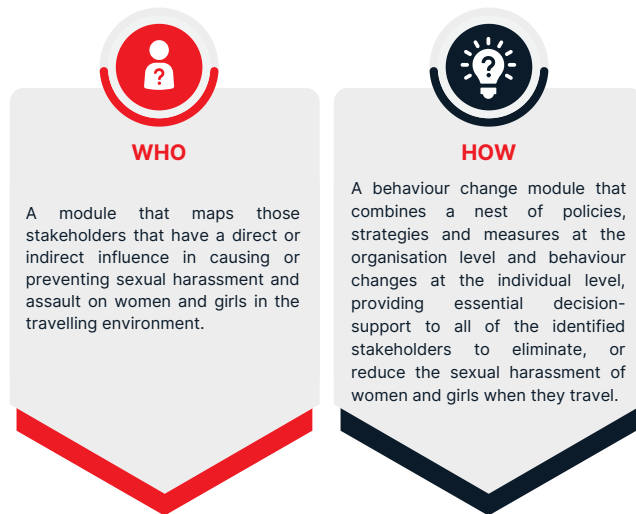 WHO
A module that maps those
stakeholders that have a direct or
indirect influence in causing or
preventing sexual harassment and
assault on women and girls in the
travelling environment.
HOW
A behaviour change module that
combines a nest of policies,
strategies and measures at the
organisation level and behaviour
changes at the individual level,
providing essential decision-
support to all of the identified
stakeholders to eliminate, or
reduce the sexual harassment of
women and girls when they travel.